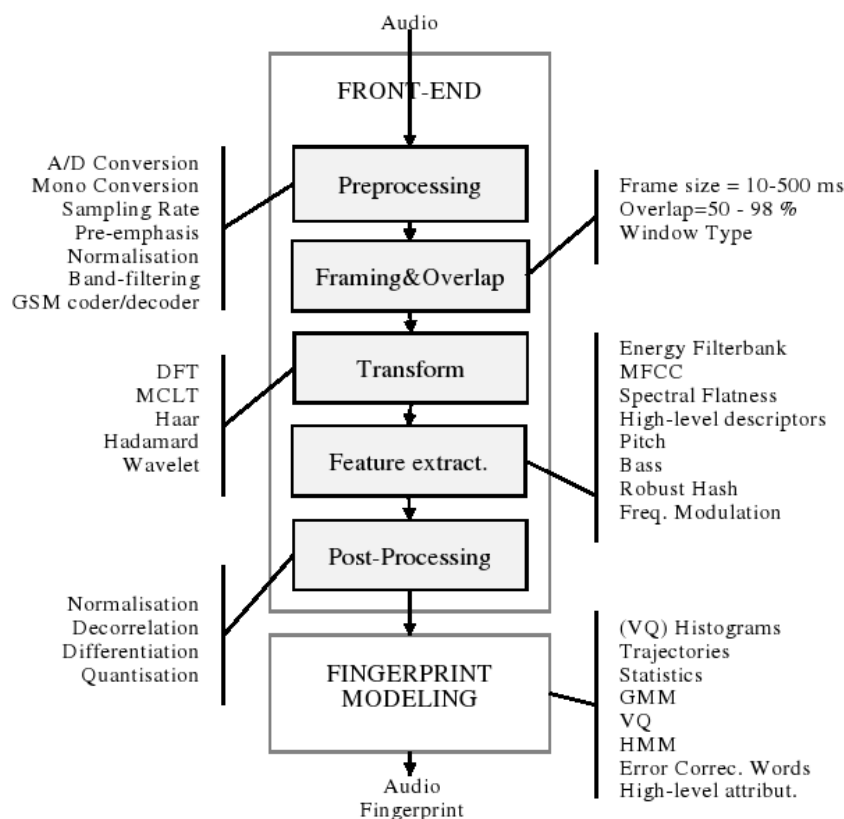 Audio
FRONT-END
A/D Conversion
Mono Conversion
Sampling Rate
Pre-emphasis
Normalisation
Band-filtering
GSM coder/decoder
Preprocessing
Frame size = 10-500 ms
Overlap=50 - 98 %
Window Type
Framing&Overlap
DFT
MCLT
Haar
Hadamard
Wavelet
Transform
Energy Filterbank
MFCC
Spectral Flatness
High-level descriptors
Pitch
Bass
Robust Hash
Freq. Modulation
Feature extract.
Post-Processing
Normalisation
Decorrelation
Differentiation
Quantisation
FINGERPRINT
MODELING
(VQ) Histograms
Trajectories
Statistics
GMM
VQ
HMM
Error Correc. Words
High-level attribut.
Audio
Fingerprint